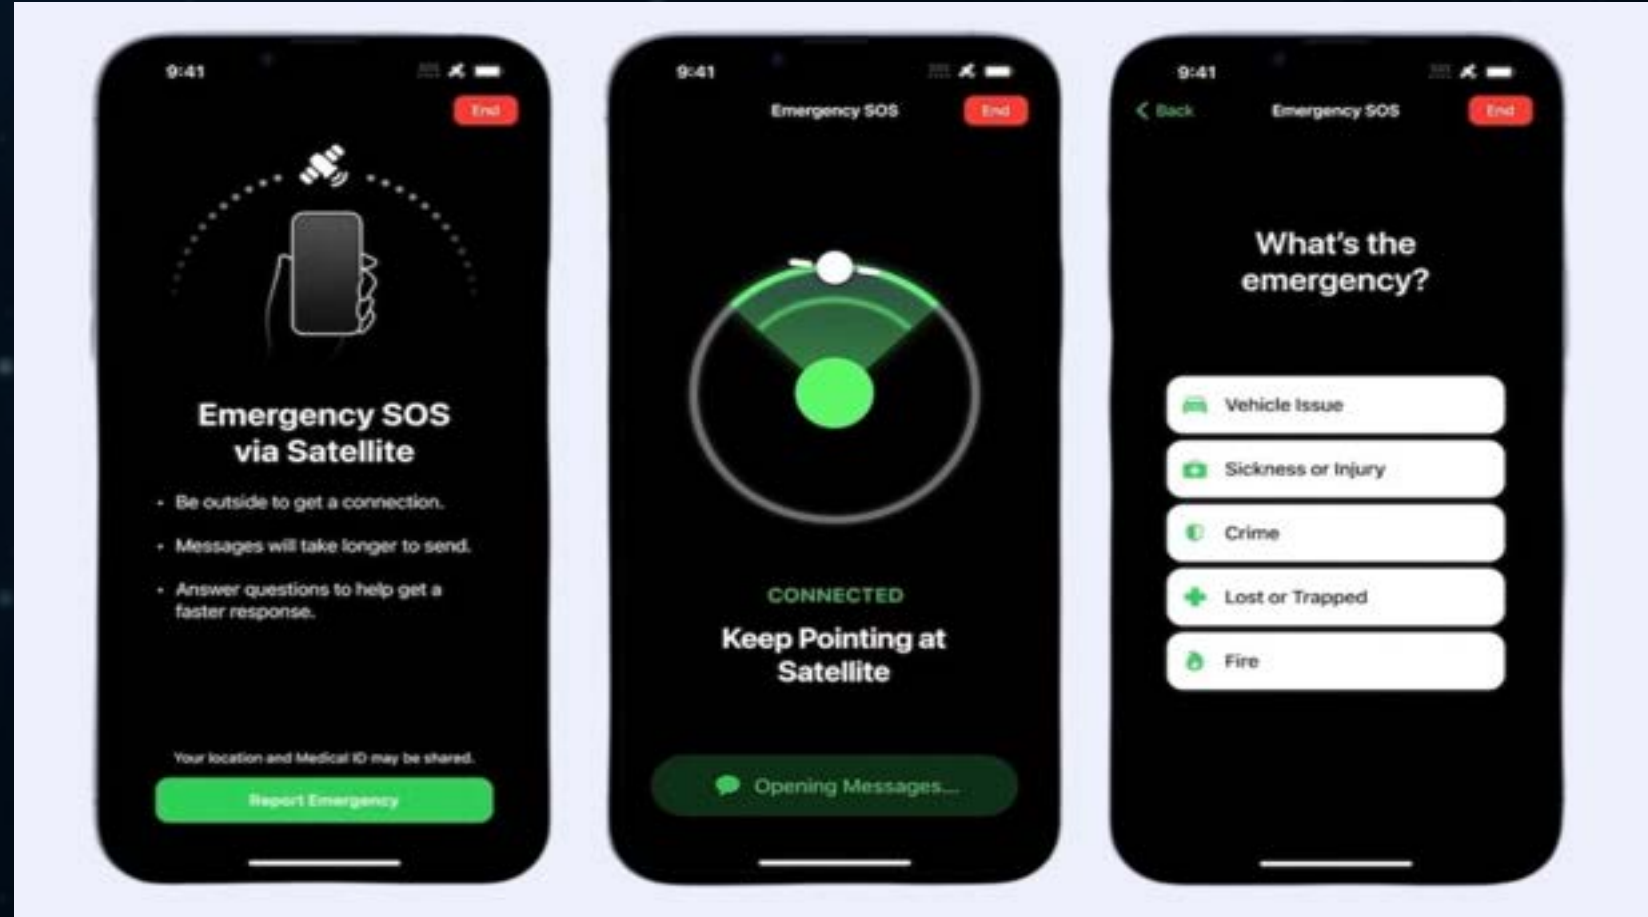 9:41
End
Emergency SOS
via Satellite
• Be outside to get a connection.
• Messages will take longer to send.
• Answer questions to help get a
faster response.
Your location and Medical ID may be shared.
Report Emergency
9:41
Emergency SOS
End
CONNECTED
Keep Pointing at
Satellite
Opening Messages...
9:41
Back
Emergency SOS
End
What's the
emergency?
Vehicle Issue
Sickness or Injury
Crime
Lost or Trapped
Fire